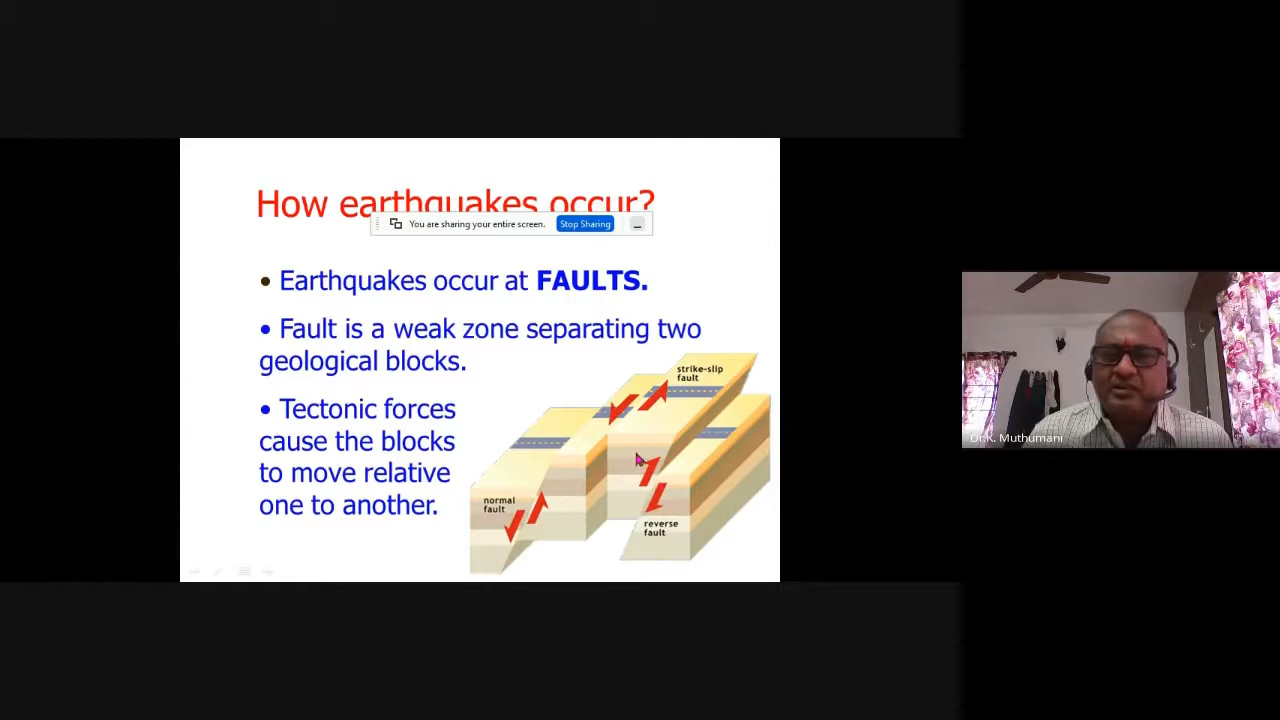 How earthquakes occur?
You are sharing your entire screen.
Stop Sharing
• Earthquakes occur at FAULTS.
• Fault is a weak zone separating two
geological blocks.
• Tectonic forces
cause the blocks
to move relative
one to another.
strike-slip
fault
normal
fault
reverse
fault
Dr.K. Muthumani